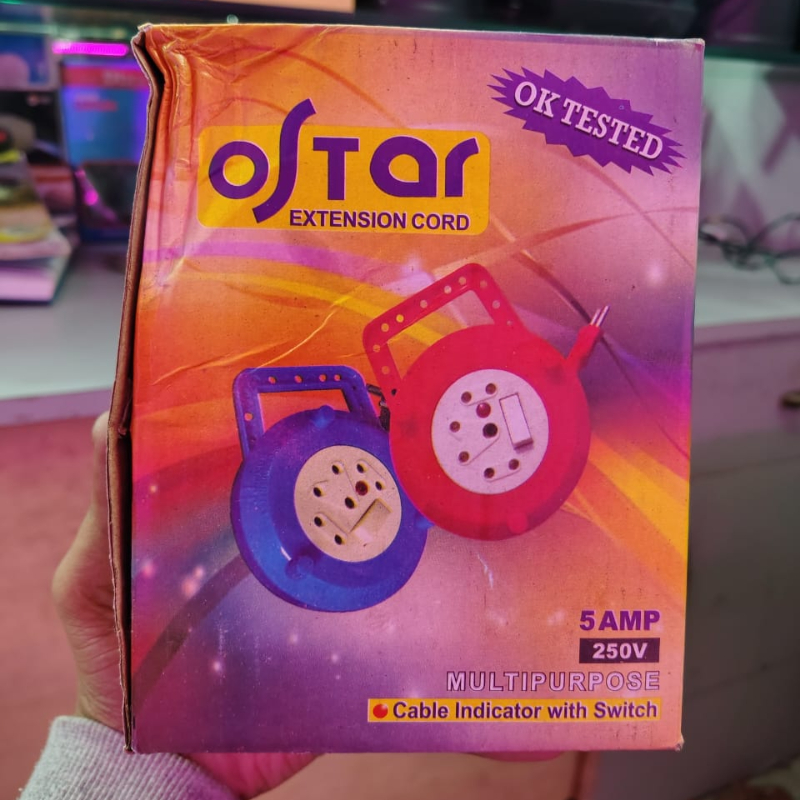 OK TESTED
oSTar
EXTENSION CORD
5 AMP
250V
MULTIPURPOSE
Cable Indicator with Switch